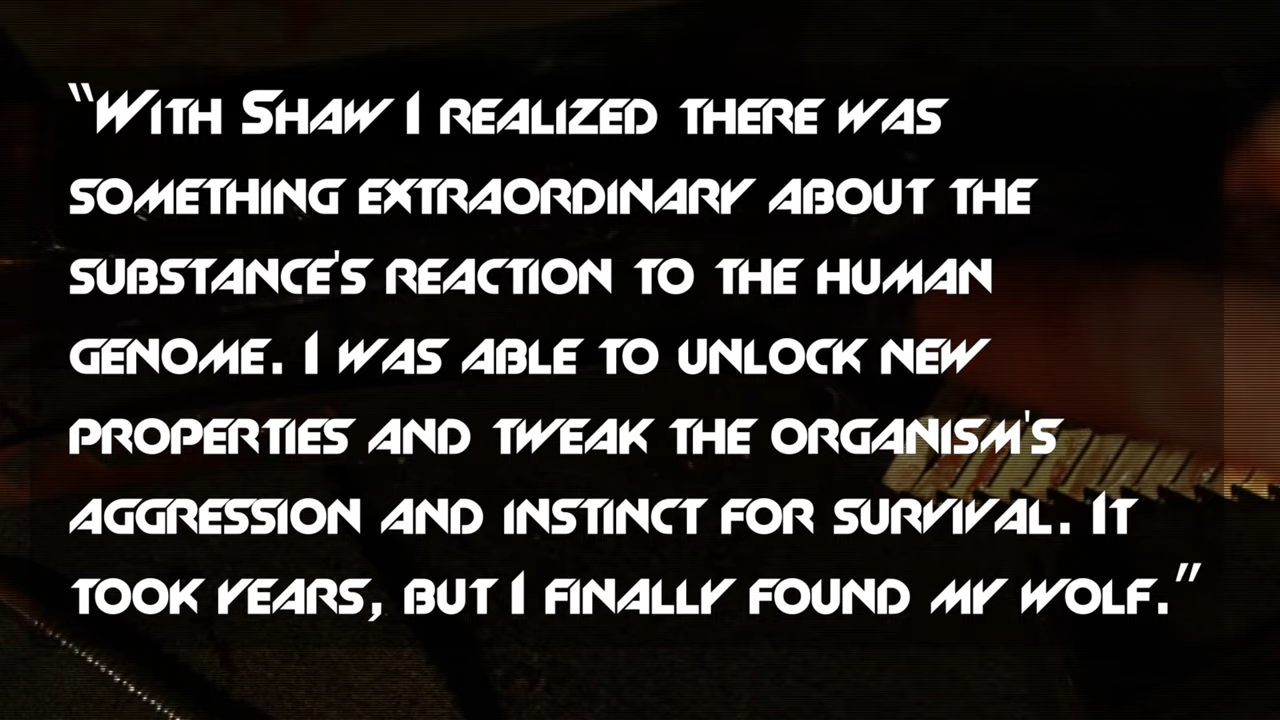 “With Shaw I realized there was
something extraordinary about the
substance's reaction to the human
genome. I was able to unlock new
properties and tweak the organism's
aggression and instinct for survival. It
took years, but I finally found my wolf.”